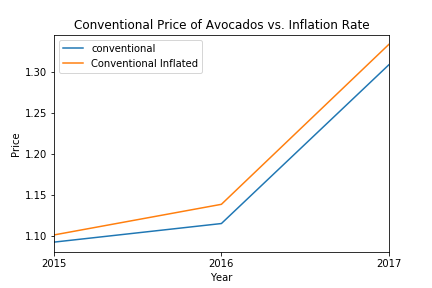 Conventional Price of Avocados vs. Inflation Rate
conventional
Conventional Inflated
Price
1.30
1.25
1.20
1.15
1.10
2015
2016
2017
Year